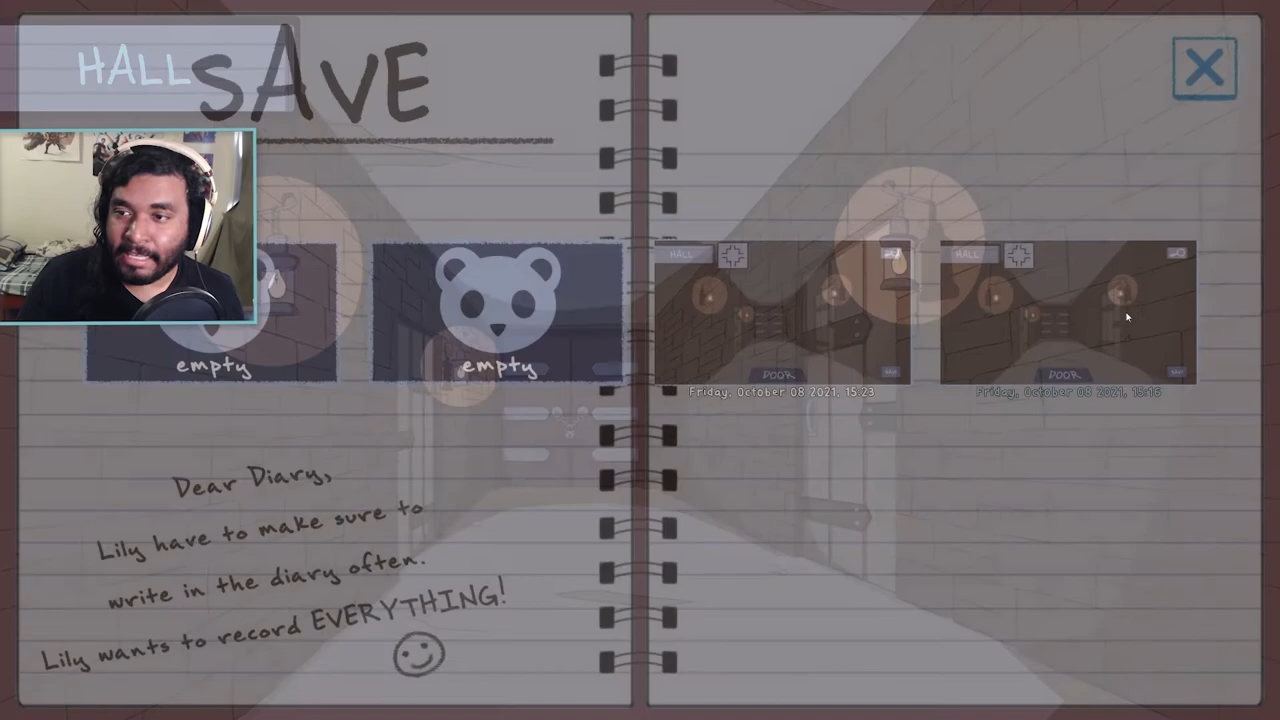 HALL
SAVE
empty
empty
HALL
DOOR
Friday, October 08 2021, 15:23
HALL
DOOR
Friday, October 08 2021, 15:16
Dear Diary,
Lily have to make sure to
write in the diary often.
Lily wants to record EVERYTHING!